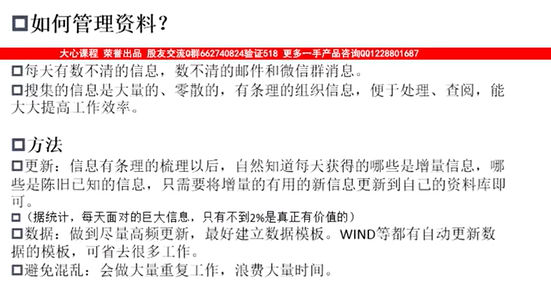 如何管理资料？
大心课程 荣誉出品 股友交流Q群662740824验证518 更多一手产品咨询QQ1228801687
每天有数不清的信息，数不清的邮件和微信群消息。
搜集的信息是大量的、零散的，有条理的组织信息，便于处理、查阅，能
大大提高工作效率。
方法
更新：信息有条理的梳理以后，自然知道每天获得的哪些是增量信息，哪
些是陈旧已知的信息，只需要将增量的有用的新信息更新到自己的资料库即
可。
（据统计，每天面对的巨大信息，只有不到2%是真正有价值的）
数据：做到尽量高频更新，最好建立数据模板。WIND等都有自动更新数
据的模板，可省去很多工作。
避免混乱：会做大量重复工作，浪费大量时间。